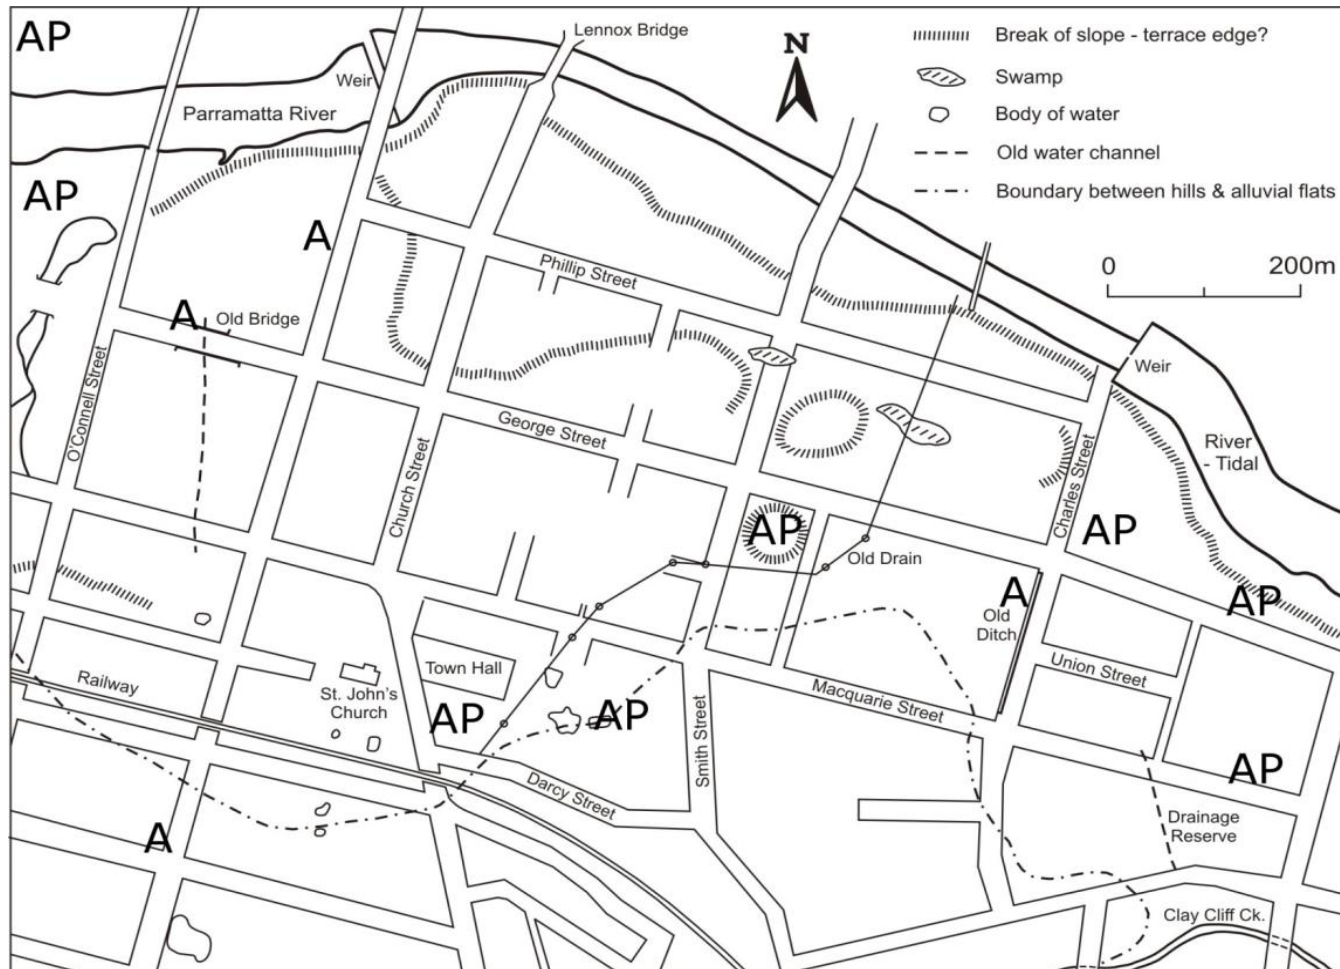 AP
Lennox Bridge
N
Break of slope - terrace edge?
Swamp
Body of water
Old water channel
Boundary between hills & alluvial flats
0 200m
Weir
Parramatta River
AP
A
Phillip Street
A
Old Bridge
O'Connell Street
Church Street
George Street
Weir
River
- Tidal
Charles Street
AP
AP
Old Drain
A
Old
Ditch
AP
Union Street
Railway
St. John's
Church
Town Hall
AP
AP
Smith Street
Macquarie Street
Darcy Street
AP
Drainage
Reserve
A
Clay Cliff Ck.